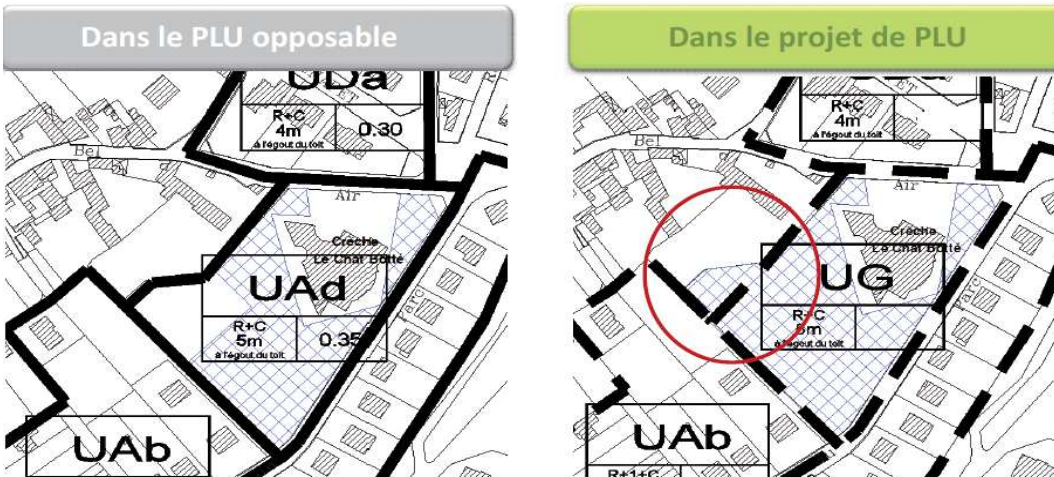 Dans le PLU opposable
UDa
R+C
4m
à l'égout du toit
0.30
Bel
Air
Crèche
Le Chat Botté
UAd
Parc
R+C
5m
à l'égout du toit
0.35
UAb
Dans le projet de PLU
R+C
4m
à l'égout du toit
Bel
Air
Crèche
Le Chat Botté
UG
Parc
R+C
5m
à l'égout du toit
UAb
R+1+C